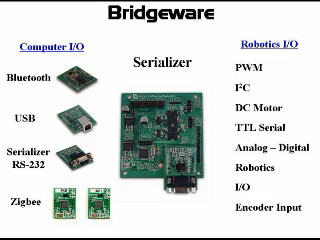 Bridgeware
Computer I/O
Serializer
Robotics I/O
Bluetooth
USB
Serializer
RS-232
Zigbee
PWM
I²C
DC Motor
TTL Serial
Analog – Digital
Robotics
I/O
Encoder Input